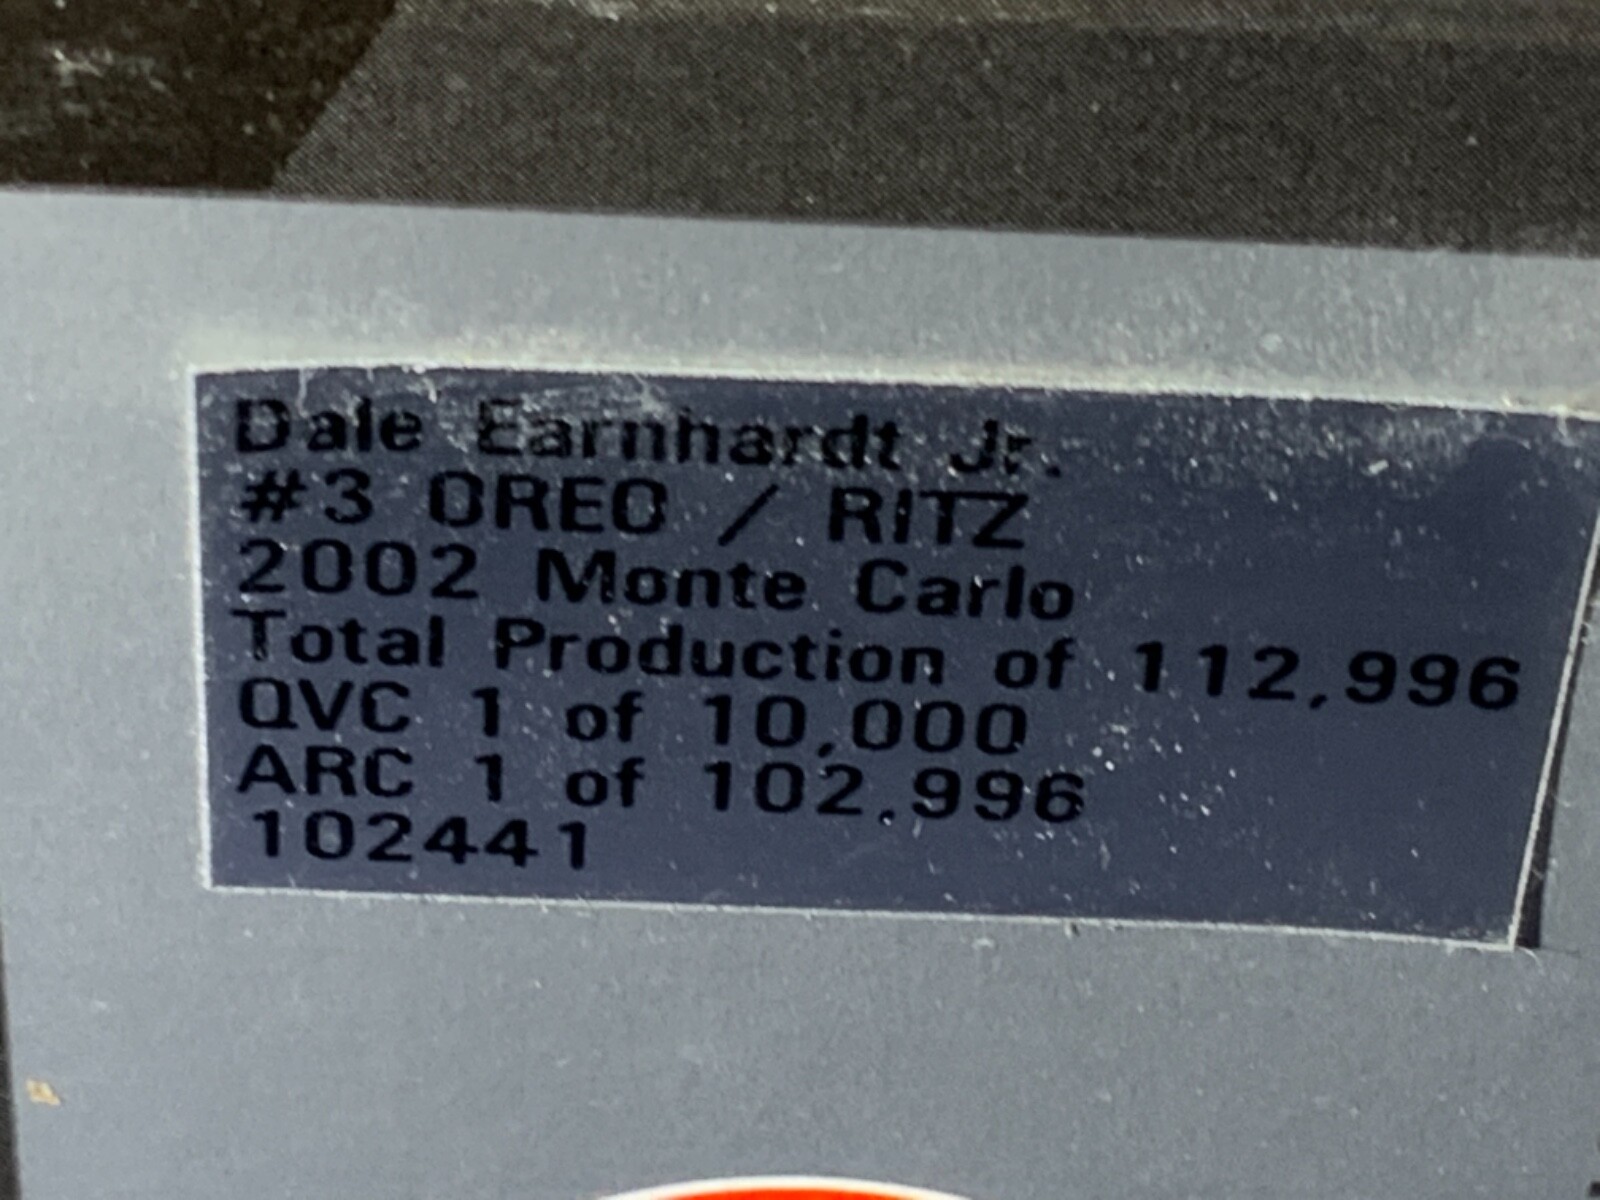 Dale Earnhardt Jr.
#3 OREO / RITZ
2002 Monte Carlo
Total Production of 112,996
QVC 1 of 10,000
ARC 1 of 102,996
102441